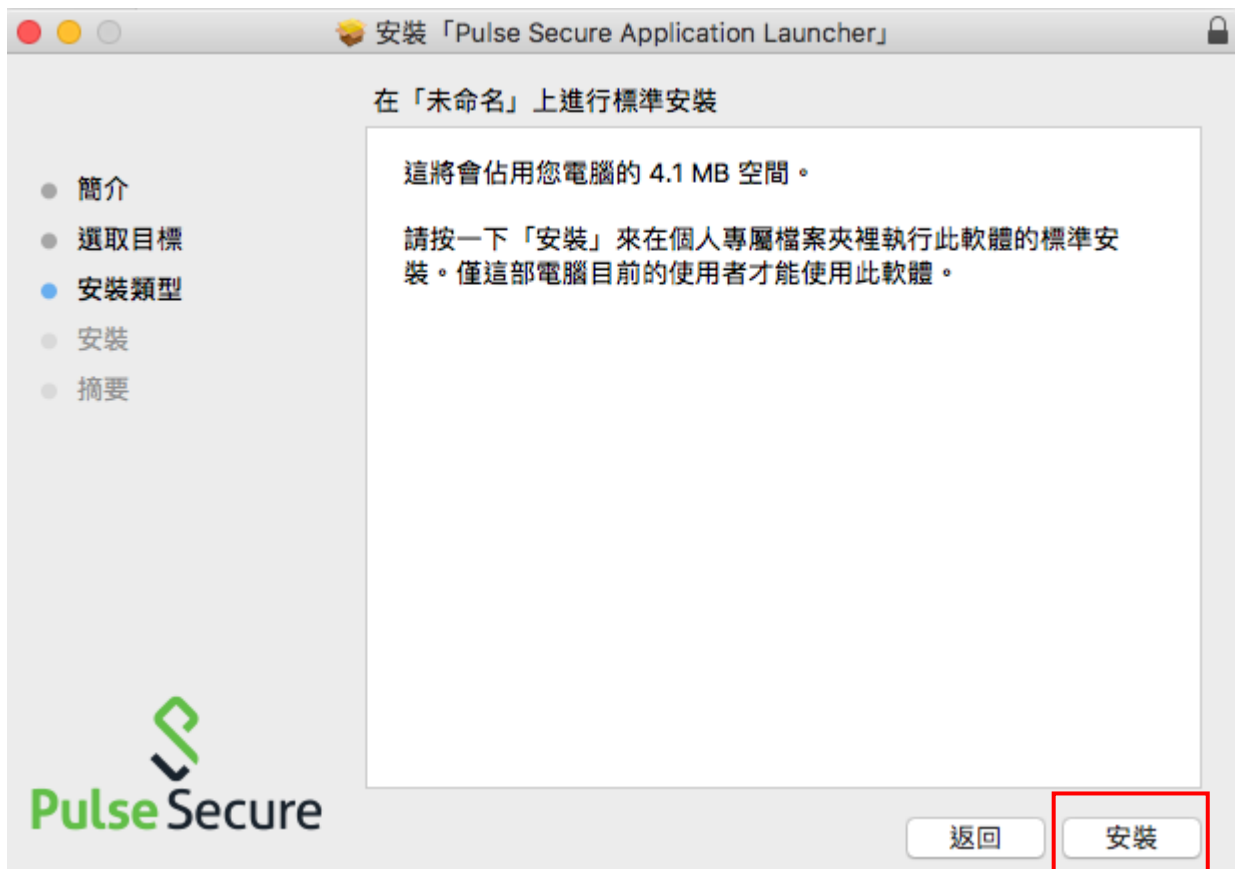 安裝「Pulse Secure Application Launcher」
在「未命名」上進行標準安裝
簡介
選取目標
安裝類型
安裝
摘要
這將會佔用您電腦的 4.1 MB 空間。
請按一下「安裝」來在個人專屬檔案夾裡執行此軟體的標準安
裝。僅這部電腦目前的使用者才能使用此軟體。
Pulse Secure
返回
安裝